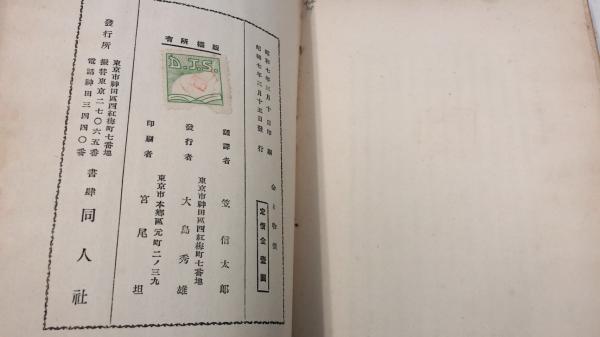 昭和七年三月十日印刷
昭和七年三月十五日發行
定價金壹圓
版權所有
D.I.S.
飜譯者 笠信太郎
東京市神田區四紅梅町七番地
發行者 大島秀雄
東京市本鄕區元町二ノ三九
印刷者 宮尾坦
發行所
東京市神田區四紅梅町七番地
振替東京二七〇六五番
電話神田三四四〇番
書肆 同人社